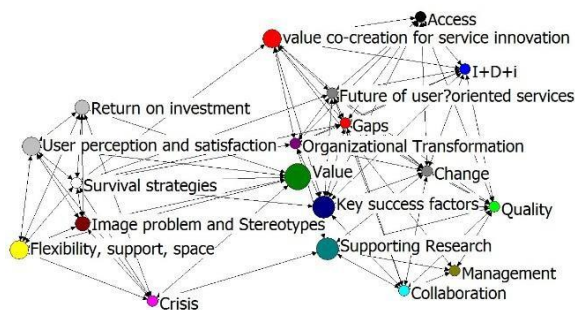 Access
value co-creation for service innovation
I+D+i
Future of user?oriented services
Return on investment
Gaps
User perception and satisfaction
Organizational Transformation
Value
Change
Survival strategies
Key success factors
Quality
Image problem and Stereotypes
Flexibility, support, space
Supporting Research
Management
Collaboration
Crisis